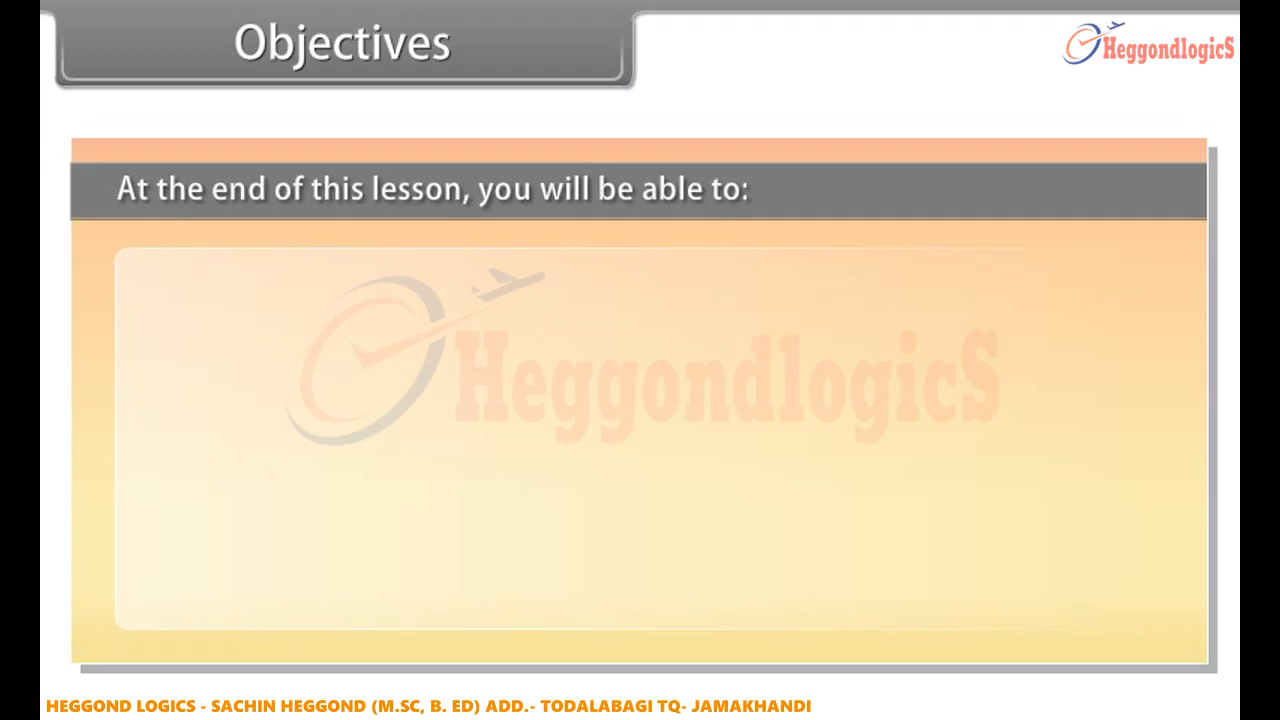 Objectives
HeggondlogicS
At the end of this lesson, you will be able to:
HeggondlogicS
HEGGOND LOGICS - SACHIN HEGGOND (M.SC, B. ED) ADD.- TODALABAGI TQ- JAMAKHANDI